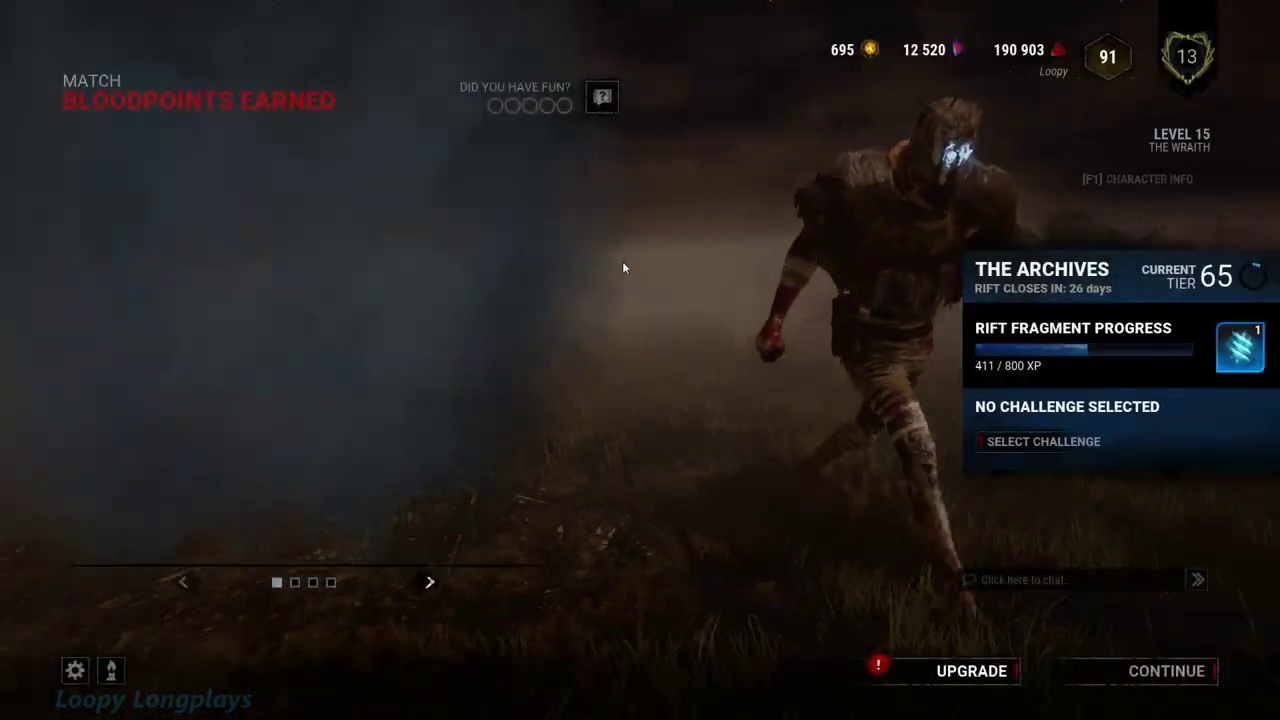 695
12 520
190 903
Loopy
91
13
MATCH
BLOODPOINTS EARNED
DID YOU HAVE FUN?
?
LEVEL 15
THE WRAITH
[F1] CHARACTER INFO
THE ARCHIVES
RIFT CLOSES IN: 26 days
CURRENT
TIER 65
RIFT FRAGMENT PROGRESS
1
411 / 800 XP
NO CHALLENGE SELECTED
SELECT CHALLENGE
Click here to chat...
!
UPGRADE
CONTINUE
Loopy Longplays